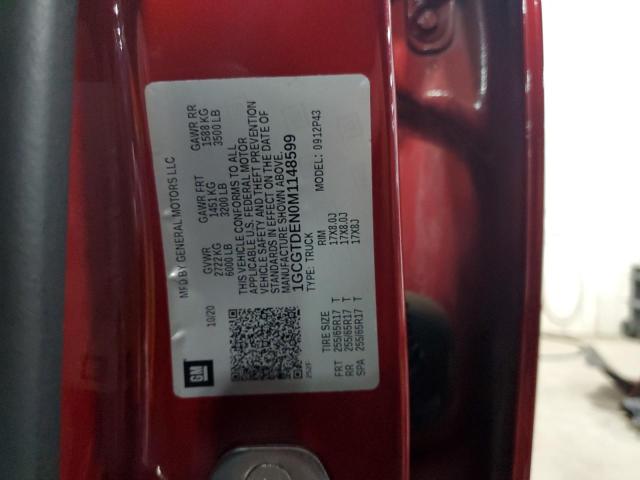 MFD BY GENERAL MOTORS LLC
10/20
GVWR GAWR FRT GAWR RR
2722KG 1451 KG 1588 KG
6000 LB 3200 LB 3500 LB
THIS VEHICLE CONFORMS TO ALL
APPLICABLE U.S. FEDERAL MOTOR
VEHICLE SAFETY AND THEFT PREVENTION
STANDARDS IN EFFECT ON THE DATE OF
MANUFACTURE SHOWN ABOVE.
1GCGTDEN0M1148599
TYPE: TRUCK MODEL: 0912P43
GM
TIRE SIZE RIM
FRT 255/65R17 T 17X8.0J
RR 255/65R17 T 17X8.0J
SPA 255/65R17 T 17X8J